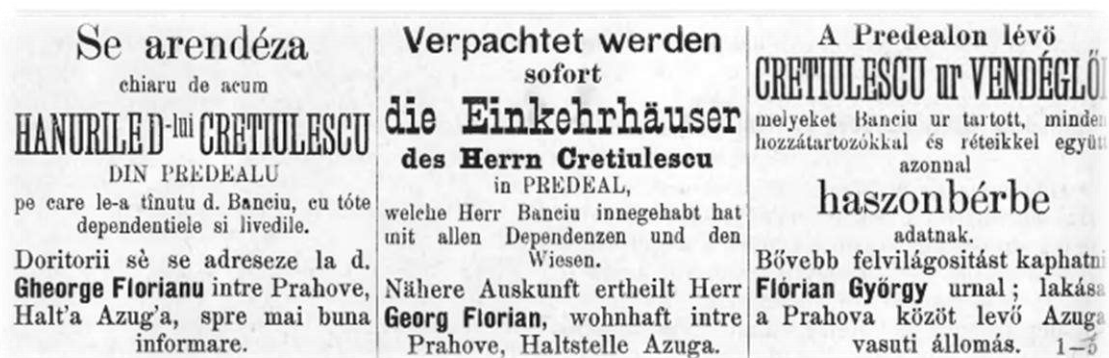 Se arendéza
chiaru de acum
HANURILE D-lui CRETIULESCU
DIN PREDEALU
pe care le-a tînutu d. Banciu, cu tóte
dependentiele si livedile.
Doritorii sè se adreseze la d.
Gheorge Florianu intre Prahove,
Halt'a Azug'a, spre mai buna
informare.
Verpachtet werden
sofort
die Einkehrhäuser
des Herrn Cretiulescu
in PREDEAL,
welche Herr Banciu innegehabt hat
mit allen Dependenzen und den
Wiesen.
Nähere Auskunft ertheilt Herr
Georg Florian, wohnhaft intre
Prahove, Haltstelle Azuga.
A Predealon lévö
CRETIULESCU ur VENDÉGLŐI
melyeket Banciu ur tartott, minden
hozzátartozókkal és réteikkel együtt
azonnal
haszonbérbe
adatnak.
Bővebb felvilágositást kaphatni
Flórian György urnal; lakása
a Prahova közöt levő Azuga
vasuti állomás. 1—5